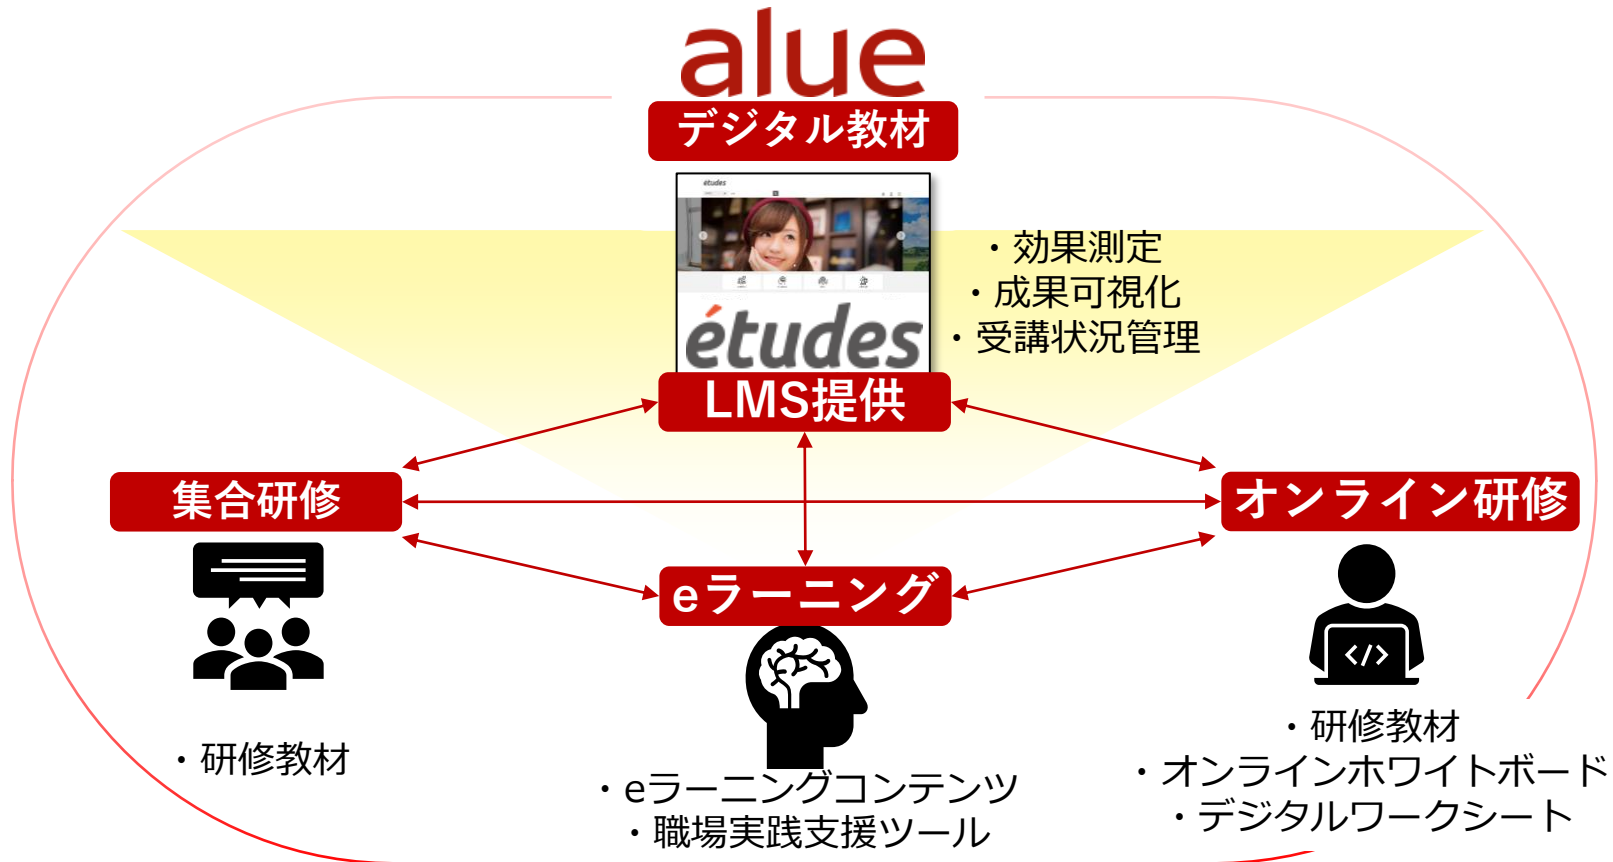 alue
デジタル教材
études
études
・効果測定
・成果可視化
・受講状況管理
LMS提供
集合研修
オンライン研修
eラーニング
</>
・研修教材
・eラーニングコンテンツ
・職場実践支援ツール
・研修教材
・オンラインホワイトボード
・デジタルワークシート